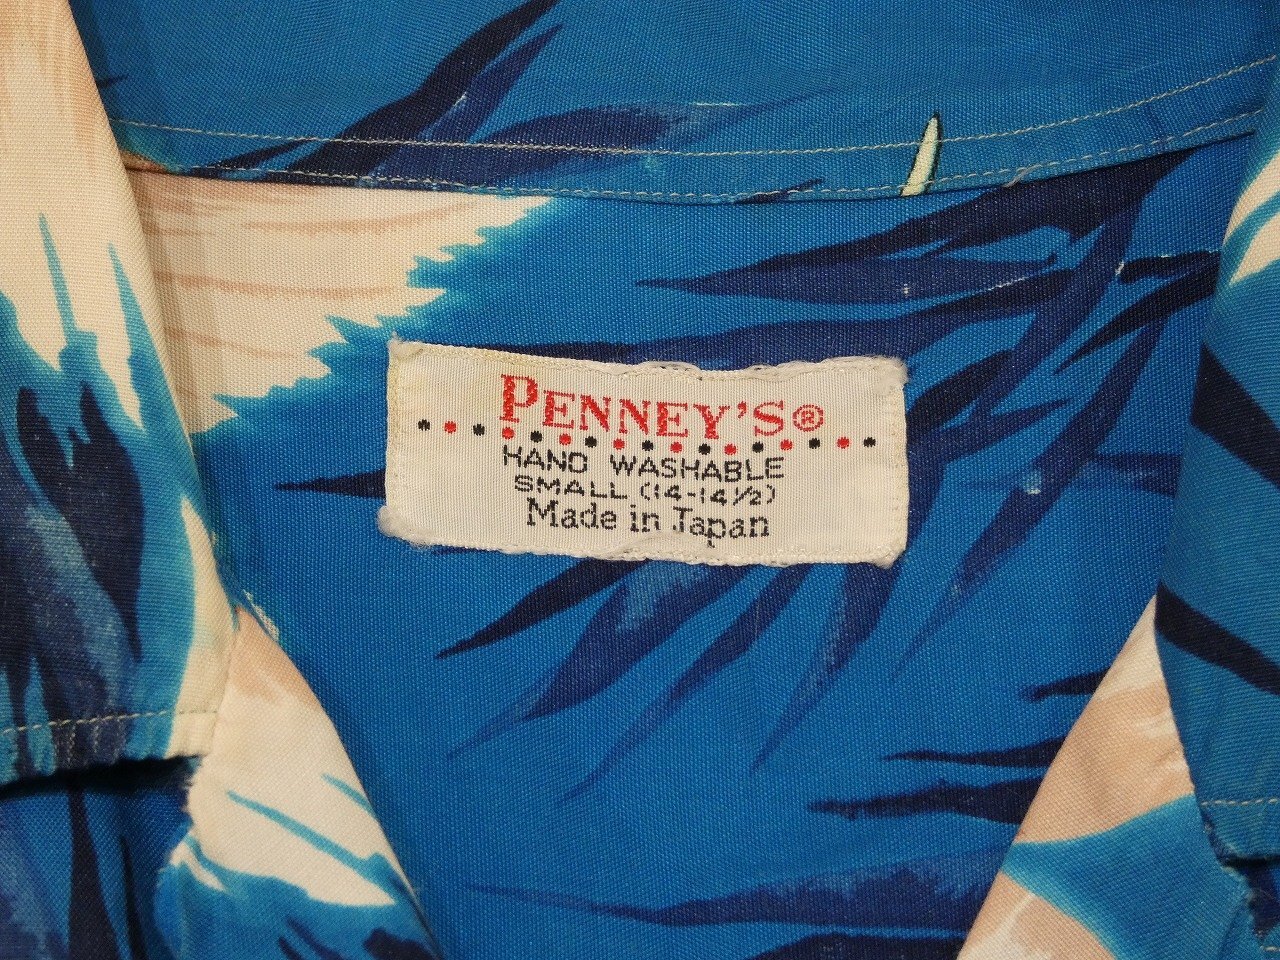 PENNEY'S®
HAND WASHABLE
SMALL (14-14½)
Made in Japan